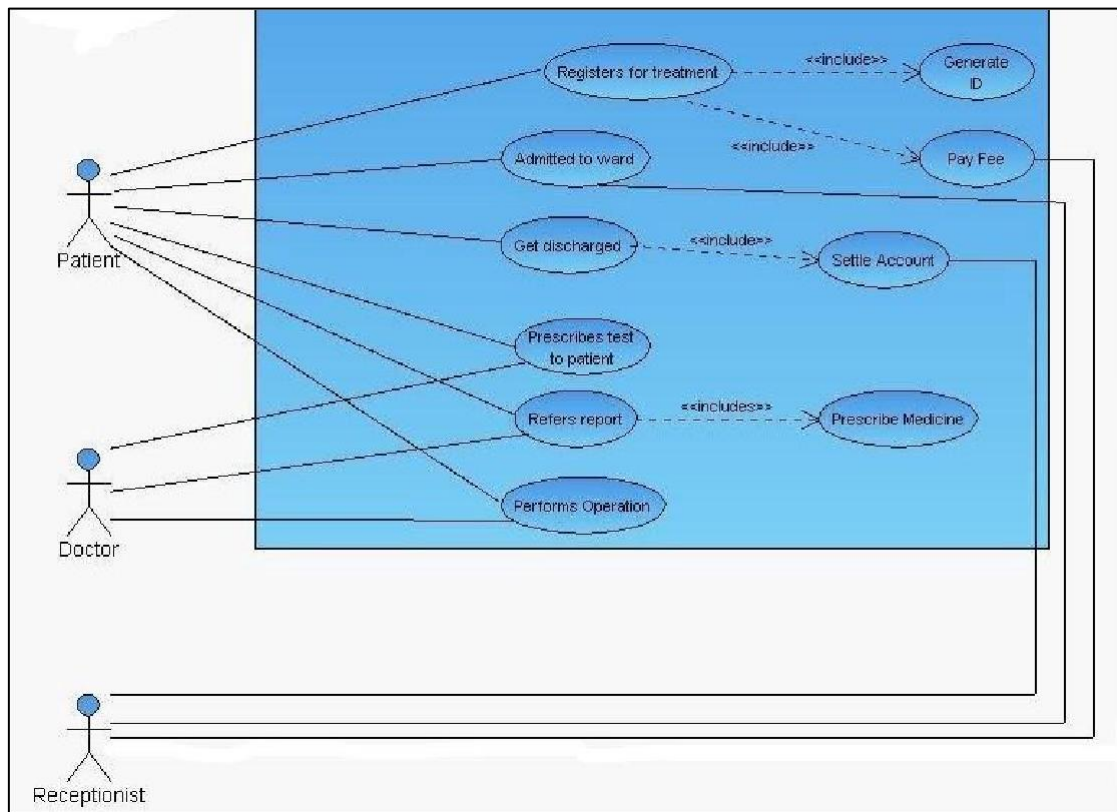 Registers for treatment
<<include>>
Generate
ID
<<include>>
Pay Fee
Admitted to ward
Patient
Get discharged
<<include>>
Settle Account
Prescribes test
to patient
Refers report
<<includes>>
Prescribe Medicine
Performs Operation
Doctor
Receptionist